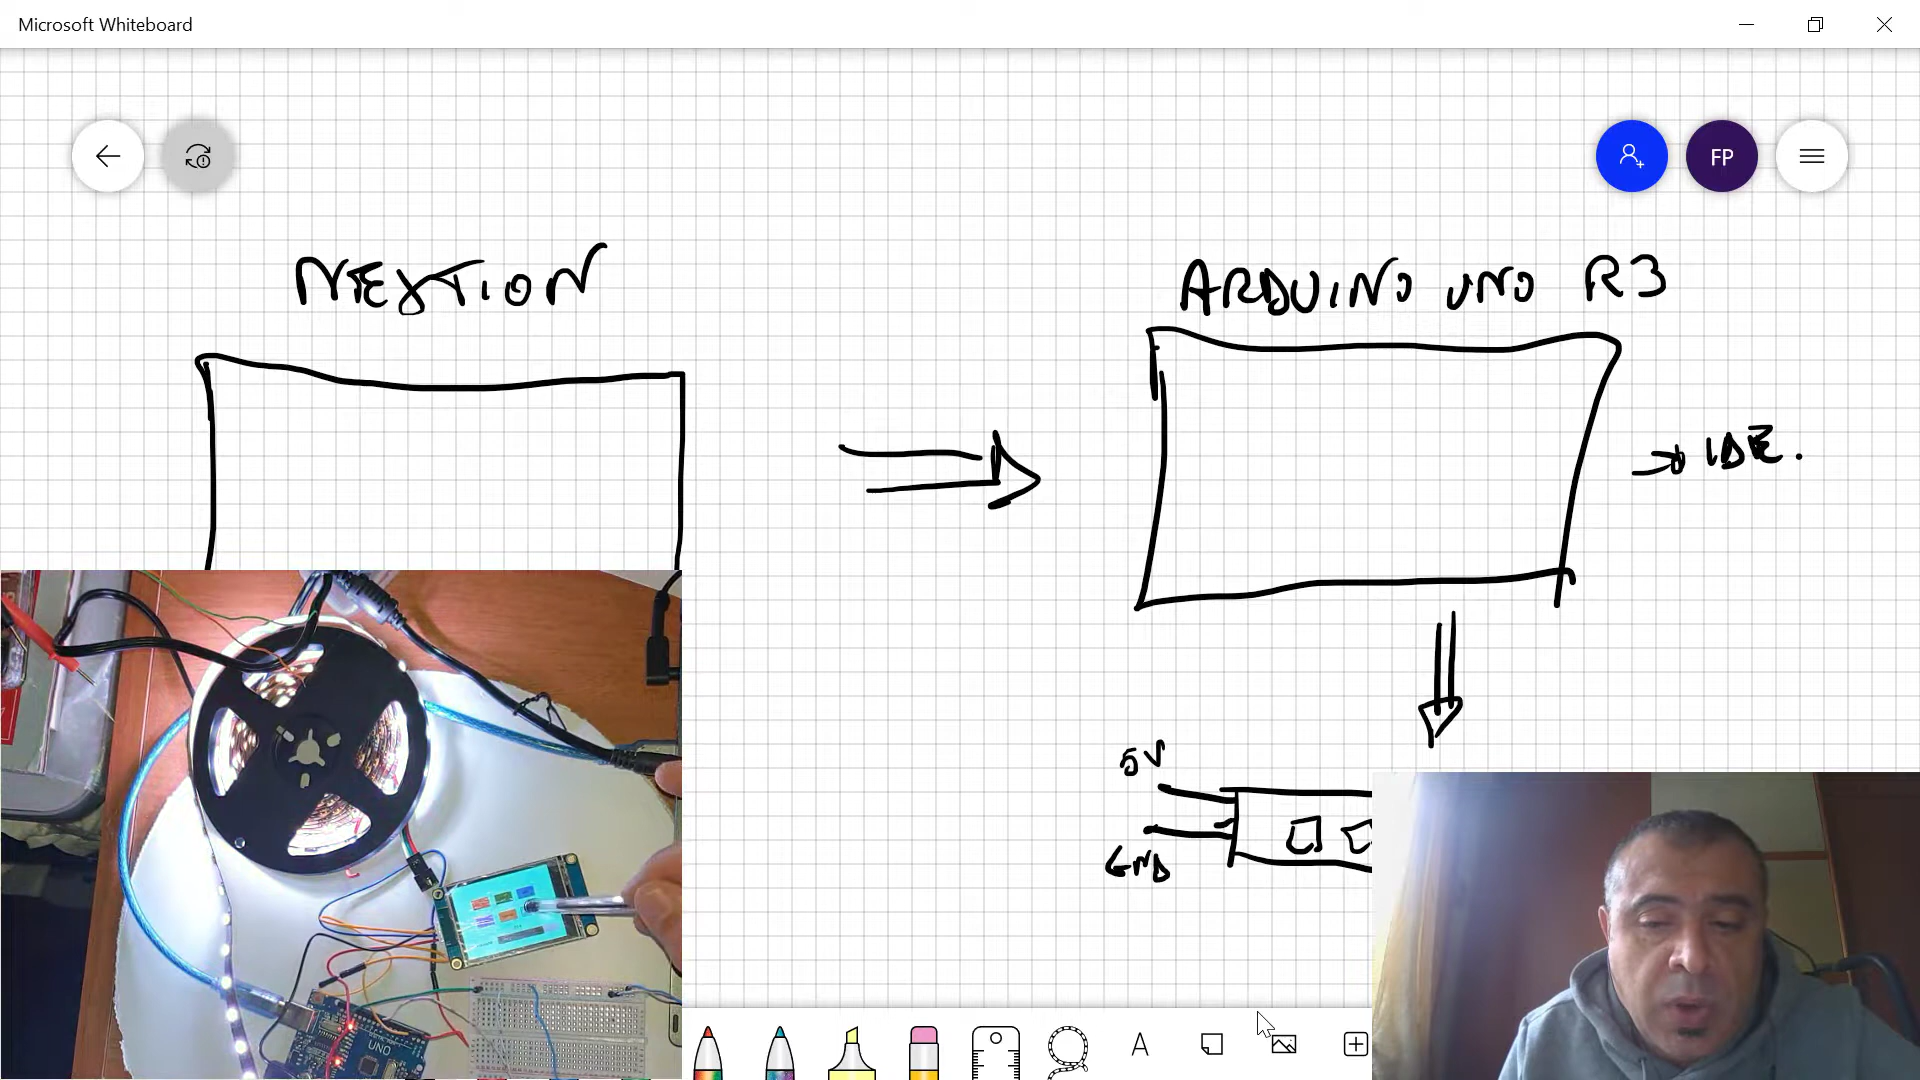 Microsoft Whiteboard
FP
NEXTION
ARDUINO UNO R3
→ IDE.
5V
GND
A
UNO